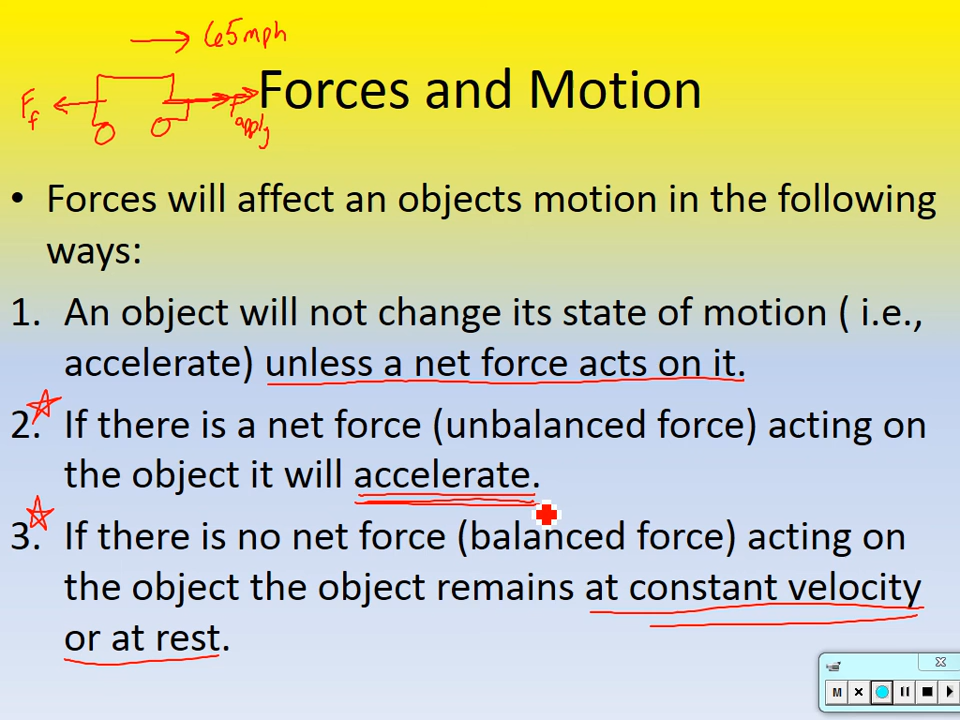 65mph
Forces and Motion
F_f
F_apply
• Forces will affect an objects motion in the following
ways:
1. An object will not change its state of motion ( i.e.,
accelerate) unless a net force acts on it.
2. If there is a net force (unbalanced force) acting on
the object it will accelerate.
3. If there is no net force (balanced force) acting on
the object the object remains at constant velocity
or at rest.
M